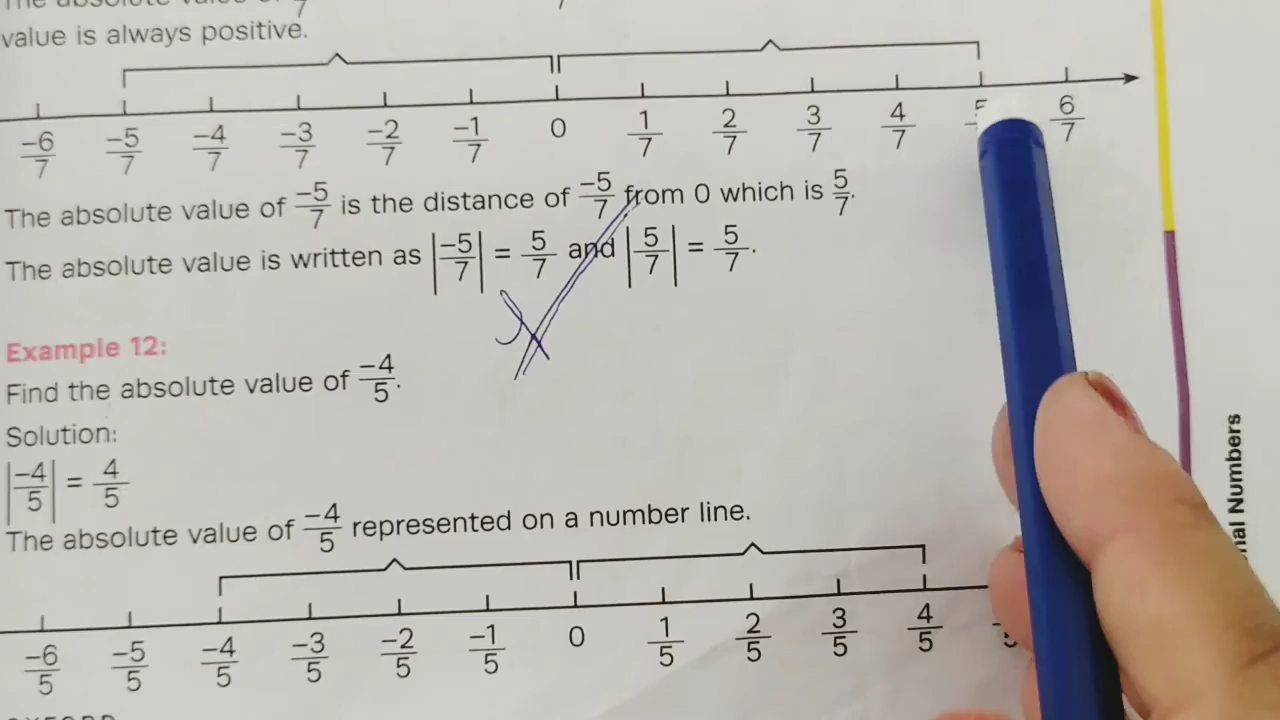 value is always positive.
-6/7 -5/7 -4/7 -3/7 -2/7 -1/7 0 1/7 2/7 3/7 4/7 5 6/7
The absolute value of -5/7 is the distance of -5/7 from 0 which is 5/7.
The absolute value is written as |-5/7| = 5/7 and |5/7| = 5/7.
Example 12:
Find the absolute value of -4/5.
Solution:
|-4/5| = 4/5
The absolute value of -4/5 represented on a number line.
-6/5 -5/5 -4/5 -3/5 -2/5 -1/5 0 1/5 2/5 3/5 4/5
Numbers